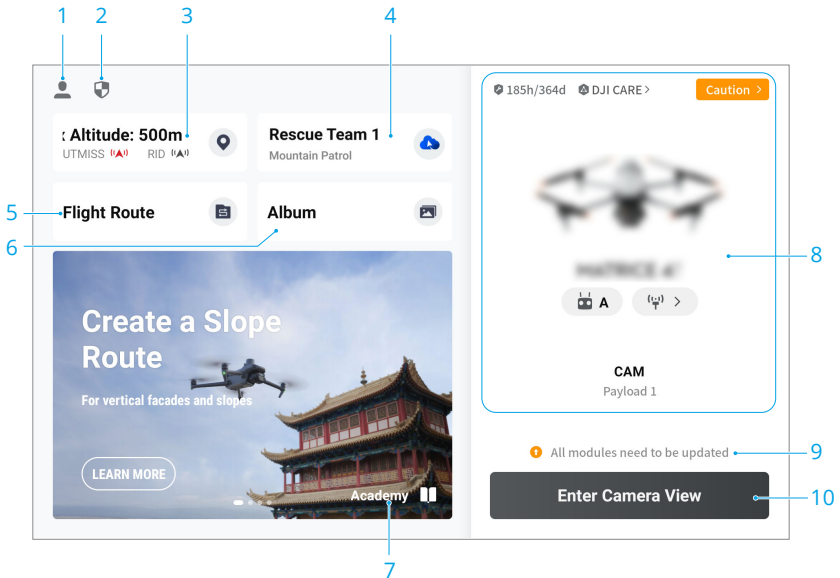 1
2
3
4
185h/364d
DJI CARE
Caution
Altitude: 500m
UTMISS
RID
Rescue Team 1
Mountain Patrol
5
Flight Route
Album
6
8
Create a Slope
Route
For vertical facades and slopes
A
CAM
Payload 1
All modules need to be updated
9
LEARN MORE
Academy
Enter Camera View
10
7